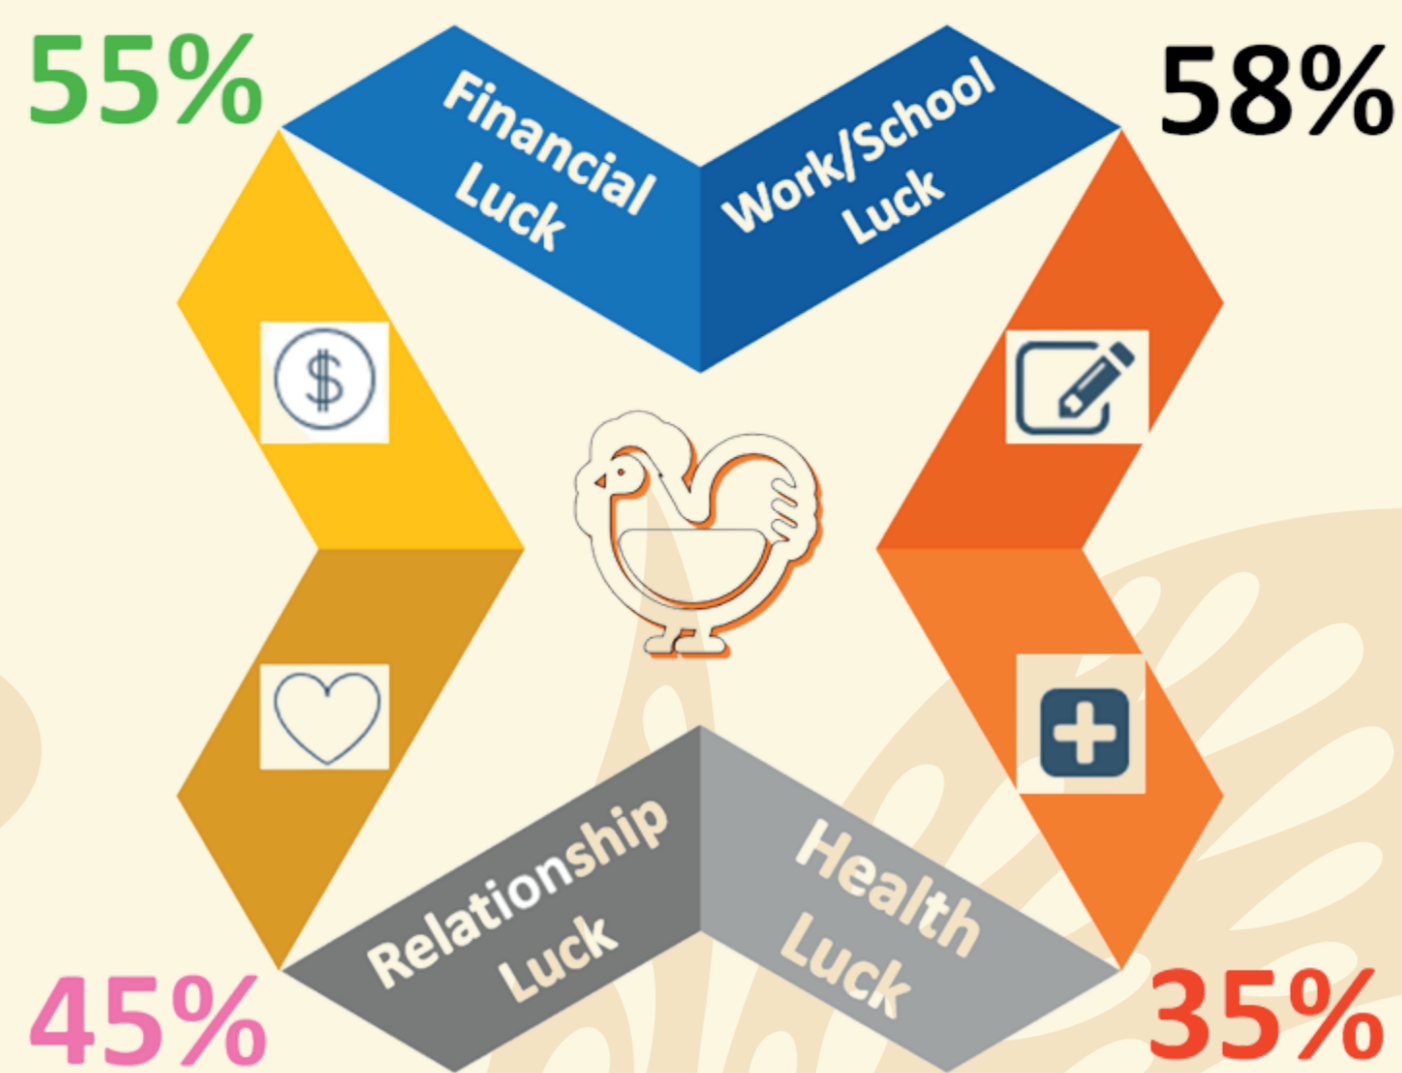 55%
58%
Financial
Luck
Work/School
Luck
$
Relationship
Luck
Health
Luck
45%
35%